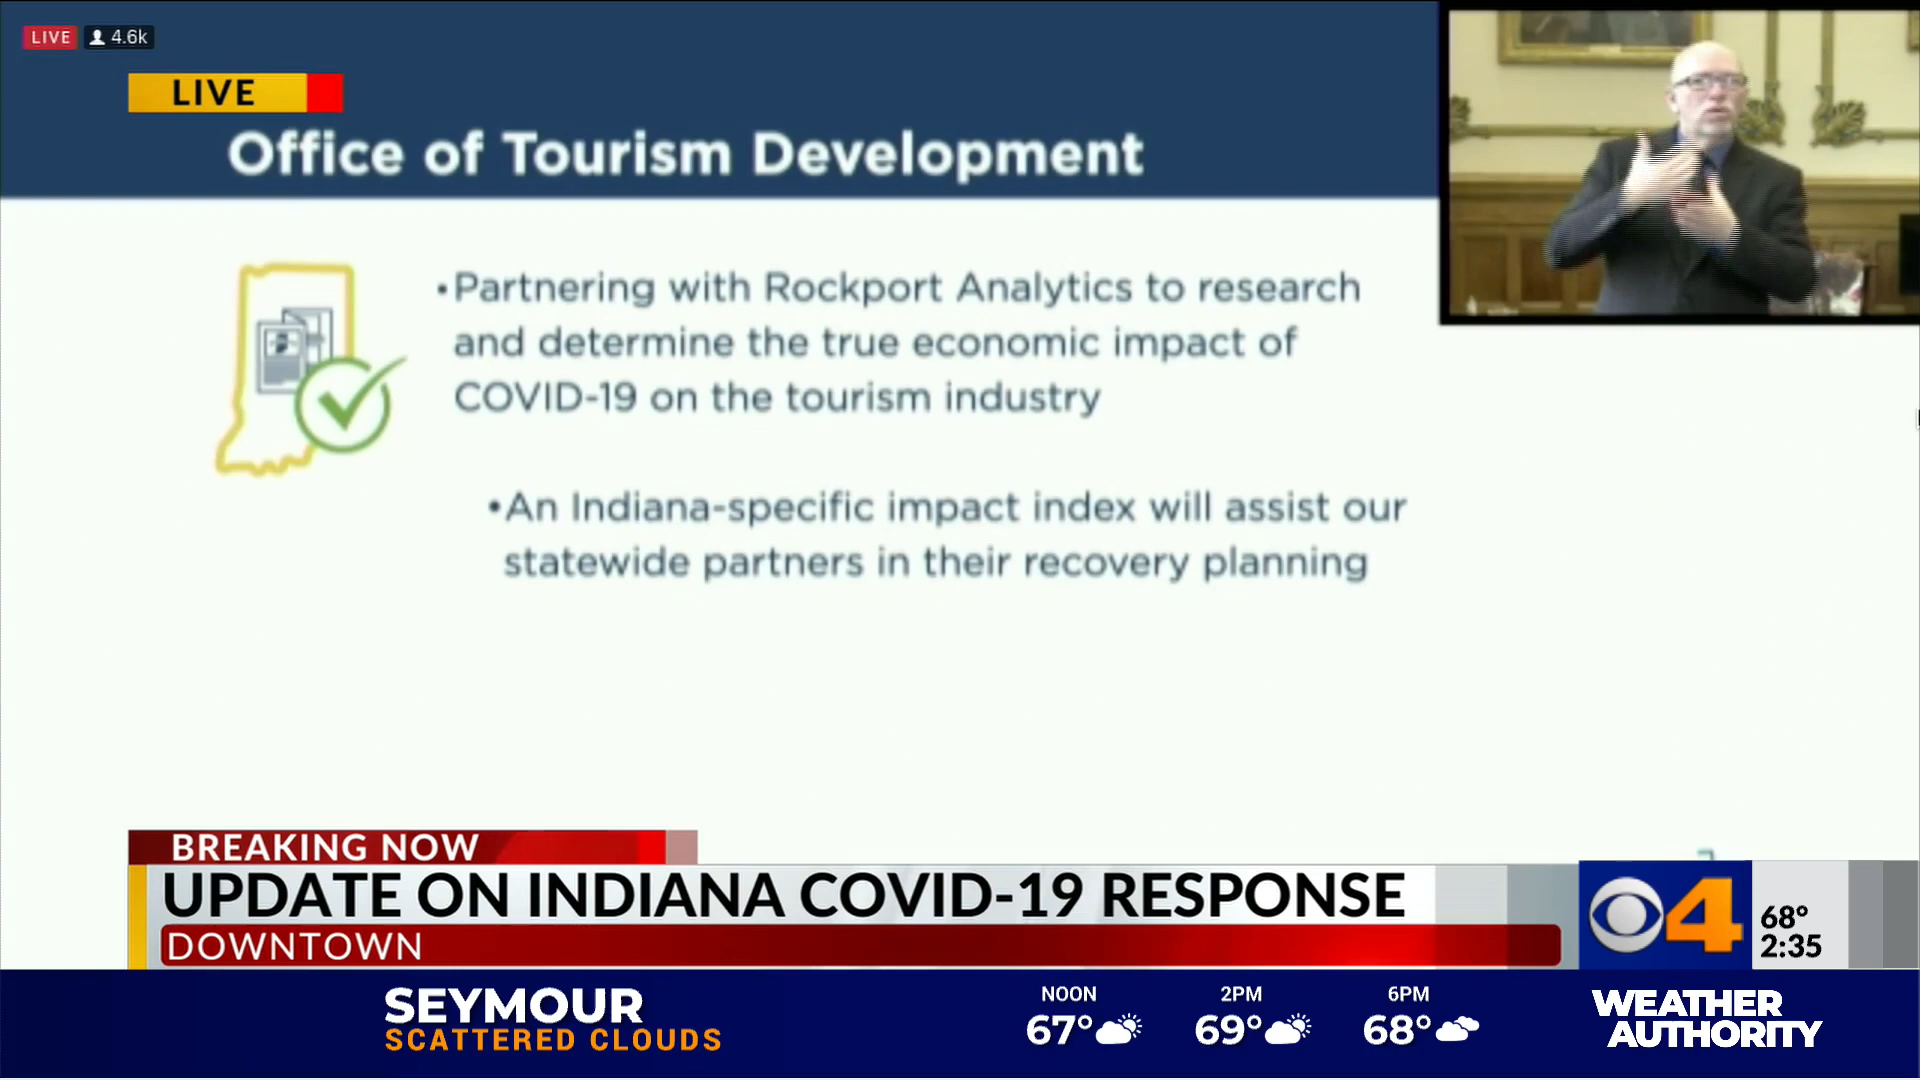 LIVE 4.6k
LIVE
Office of Tourism Development
•Partnering with Rockport Analytics to research
and determine the true economic impact of
COVID-19 on the tourism industry
•An Indiana-specific impact index will assist our
statewide partners in their recovery planning
BREAKING NOW
UPDATE ON INDIANA COVID-19 RESPONSE
DOWNTOWN
4
68°
2:35
SEYMOUR
SCATTERED CLOUDS
NOON
67°
2PM
69°
6PM
68°
WEATHER
AUTHORITY